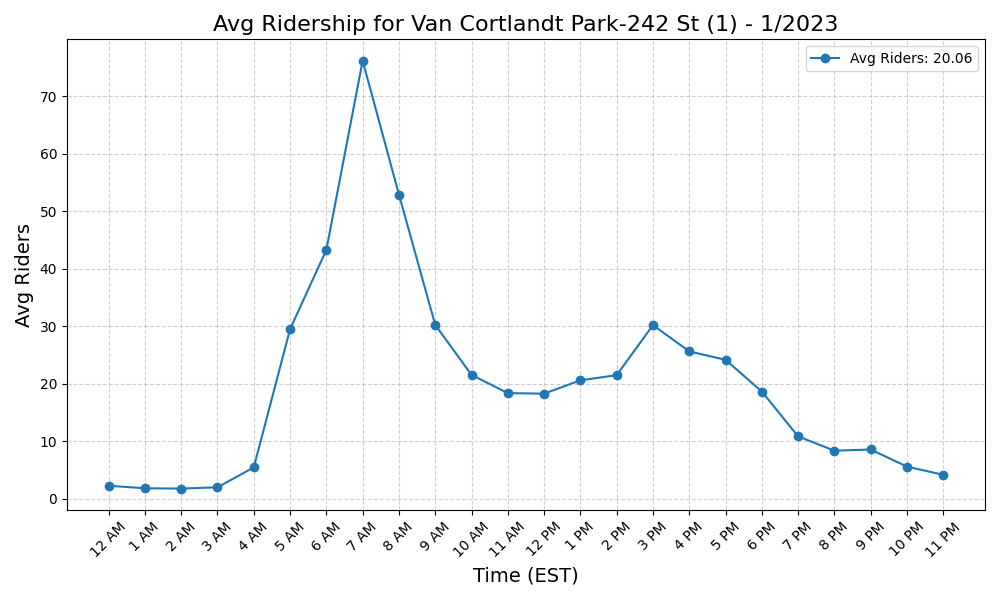 Avg Ridership for Van Cortlandt Park-242 St (1) - 1/2023
Avg Riders: 20.06
Avg Riders
70
60
50
40
30
20
10
0
12 AM
1 AM
2 AM
3 AM
4 AM
5 AM
6 AM
7 AM
8 AM
9 AM
10 AM
11 AM
12 PM
1 PM
2 PM
3 PM
4 PM
5 PM
6 PM
7 PM
8 PM
9 PM
10 PM
11 PM
Time (EST)